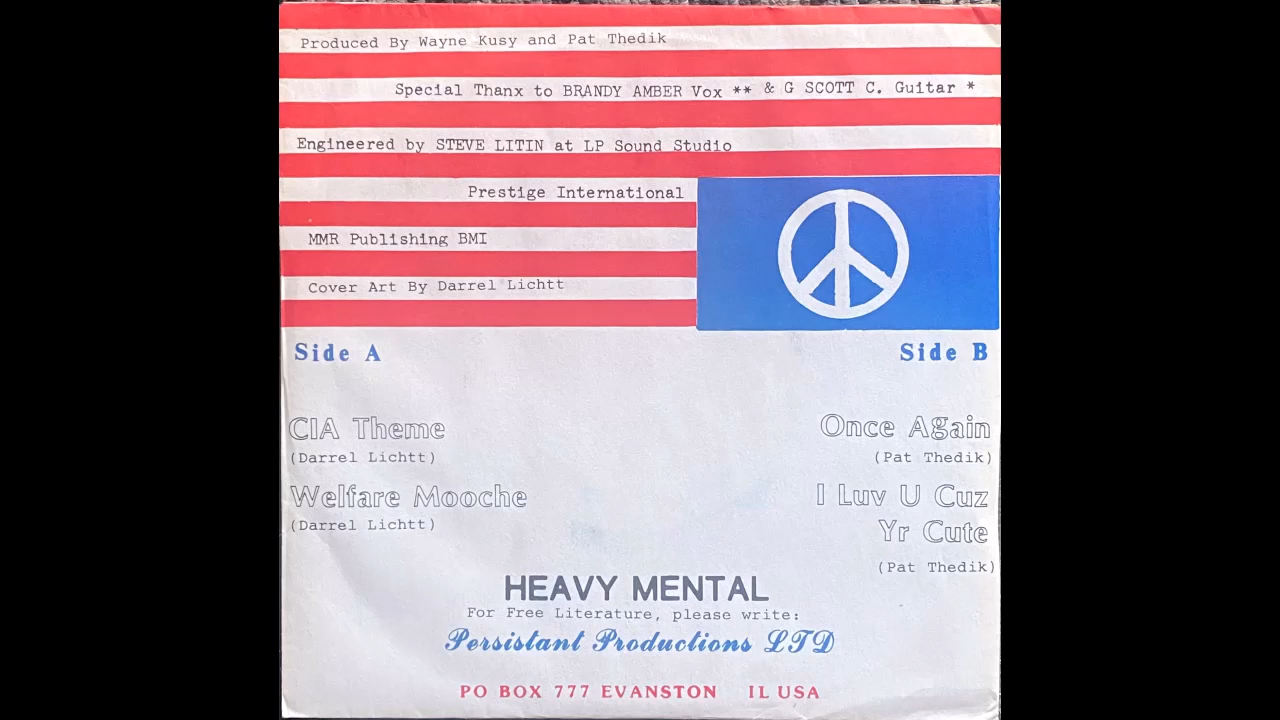 Produced By Wayne Kusy and Pat Thedik
Special Thanx to BRANDY AMBER Vox ** & G SCOTT C. Guitar *
Engineered by STEVE LITIN at LP Sound Studio
Prestige International
MMR Publishing BMI
Cover Art By Darrel Lichtt
Side A
CIA Theme
(Darrel Lichtt)
Welfare Mooche
(Darrel Lichtt)
Side B
Once Again
(Pat Thedik)
I Luv U Cuz
Yr Cute
(Pat Thedik)
HEAVY MENTAL
For Free Literature, please write:
Persistant Productions LTD
PO BOX 777 EVANSTON IL USA